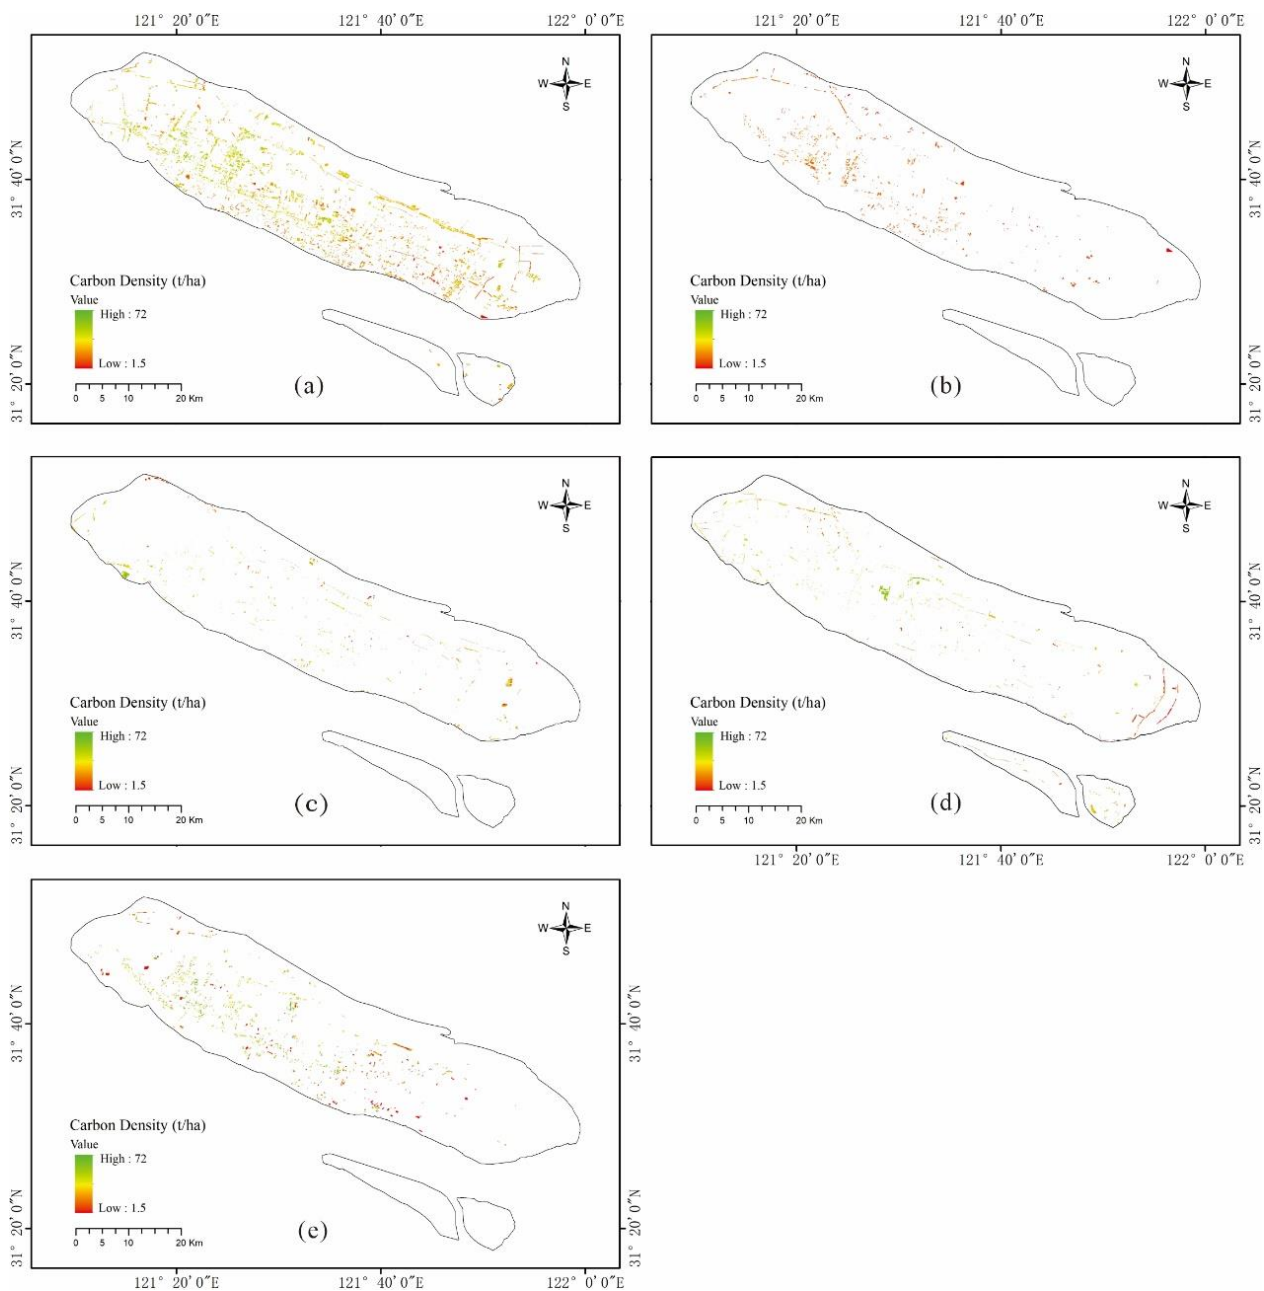 121° 20′0″E 121° 40′0″E 122° 0′0″E 121° 20′0″E 121° 40′0″E 122° 0′0″E
N
W E
S
31° 40′0″N
Carbon Density (t/ha)
Value
High : 72
Low : 1.5
0 5 10 20 Km
(a)
31° 20′0″N
N
W E
S
31° 40′0″N
Carbon Density (t/ha)
Value
High : 72
Low : 1.5
0 5 10 20 Km
(b)
31° 20′0″N
N
W E
S
31° 40′0″N
Carbon Density (t/ha)
Value
High : 72
Low : 1.5
0 5 10 20 Km
(c)
31° 20′0″N
N
W E
S
31° 40′0″N
Carbon Density (t/ha)
Value
High : 72
Low : 1.5
0 5 10 20 Km
(d)
31° 20′0″N
121° 20′0″E 121° 40′0″E 122° 0′0″E
N
W E
S
31° 40′0″N
31° 40′0″N
Carbon Density (t/ha)
Value
High : 72
Low : 1.5
0 5 10 20 Km
(e)
31° 20′0″N
31° 20′0″N
121° 20′0″E 121° 40′0″E 122° 0′0″E